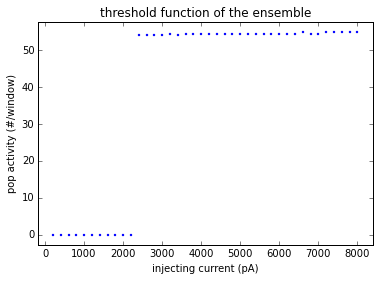 threshold function of the ensemble
pop activity (#/window)
50
40
30
20
10
0
0 1000 2000 3000 4000 5000 6000 7000 8000
injecting current (pA)